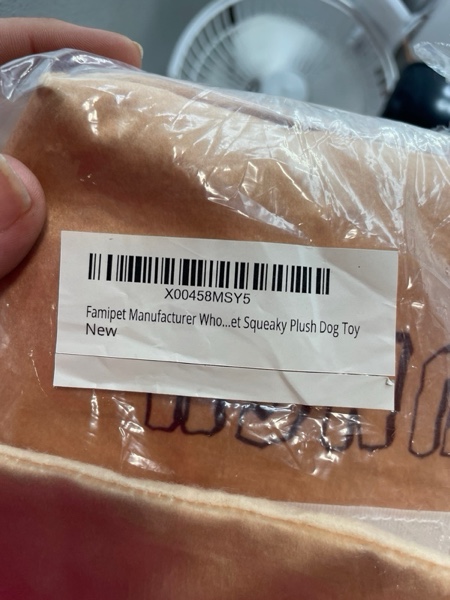 X00458MSY5
Famipet Manufacturer Who...et Squeaky Plush Dog Toy
New